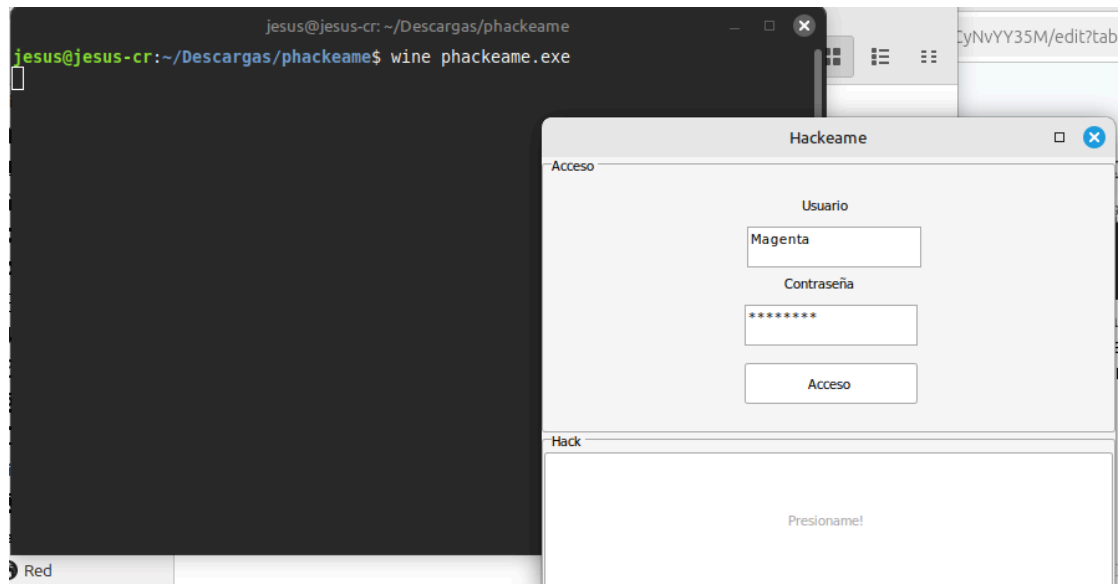 jesus@jesus-cr: ~/Descargas/phackeame
jesus@jesus-cr:~/Descargas/phackeame$ wine phackeame.exe
CyNvYY35M/edit?tab
Hackeame
Acceso
Usuario
Magenta
Contraseña
********
Acceso
Hack
Presioname!
Red